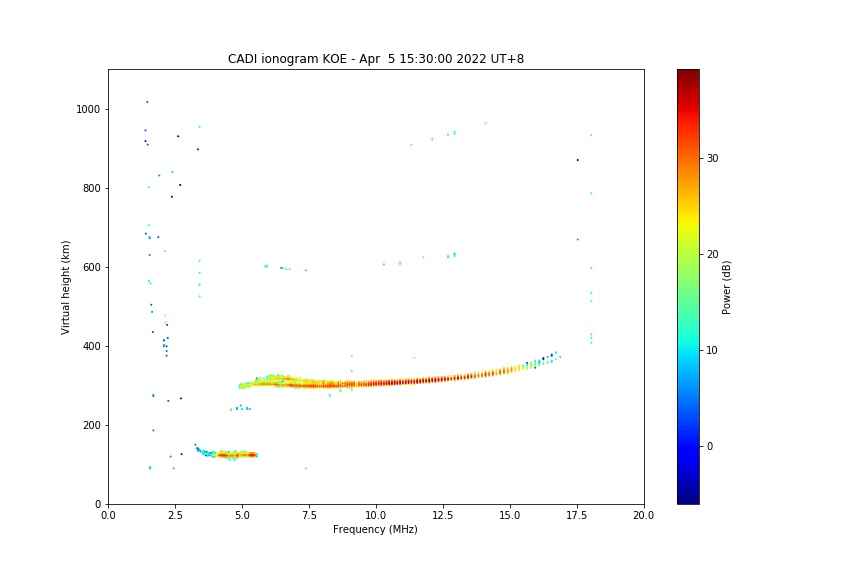 CADI ionogram KOE - Apr  5 15:30:00 2022 UT+8
1000
800
600
400
200
0
Virtual height (km)
0.0 2.5 5.0 7.5 10.0 12.5 15.0 17.5 20.0
Frequency (MHz)
30
20
10
0
Power (dB)